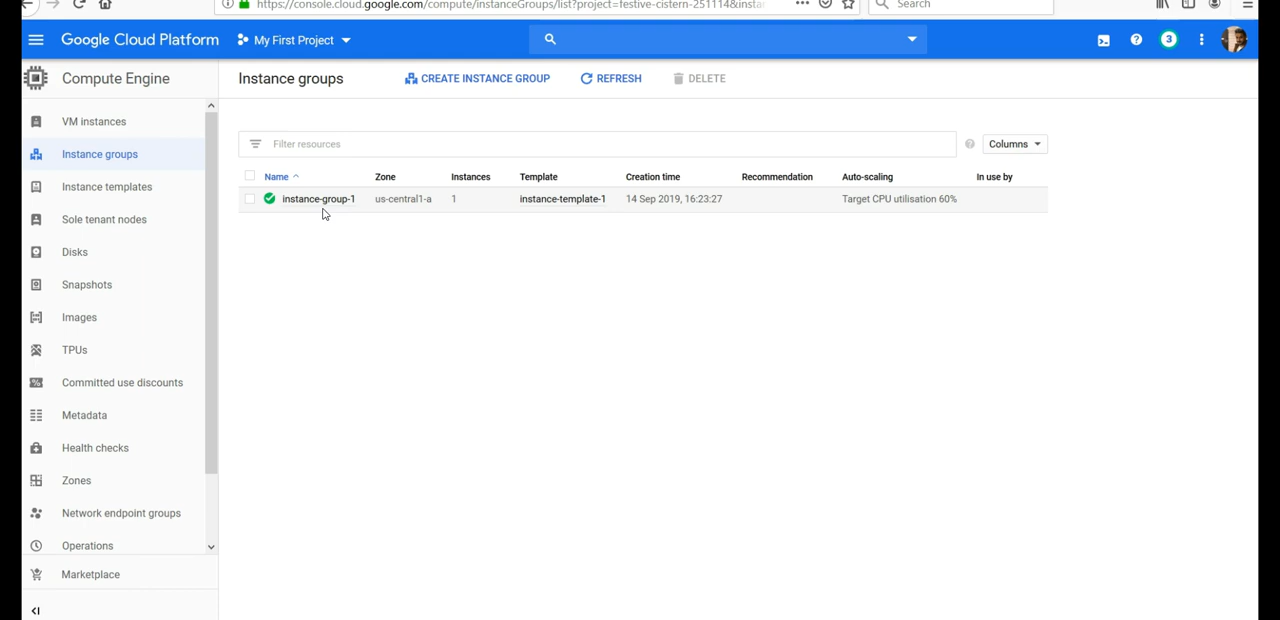 https://console.cloud.google.com/compute/instanceGroups/list?project=festive-cistern-251114&insta
Search
Google Cloud Platform
My First Project
3
Compute Engine
Instance groups
CREATE INSTANCE GROUP
REFRESH
DELETE
VM instances
Instance groups
Instance templates
Sole tenant nodes
Disks
Snapshots
Images
TPUs
Committed use discounts
Metadata
Health checks
Zones
Network endpoint groups
Operations
Marketplace
Filter resources
Columns
Name Zone Instances Template Creation time Recommendation Auto-scaling In use by
instance-group-1 us-central1-a 1 instance-template-1 14 Sep 2019, 16:23:27 Target CPU utilisation 60%